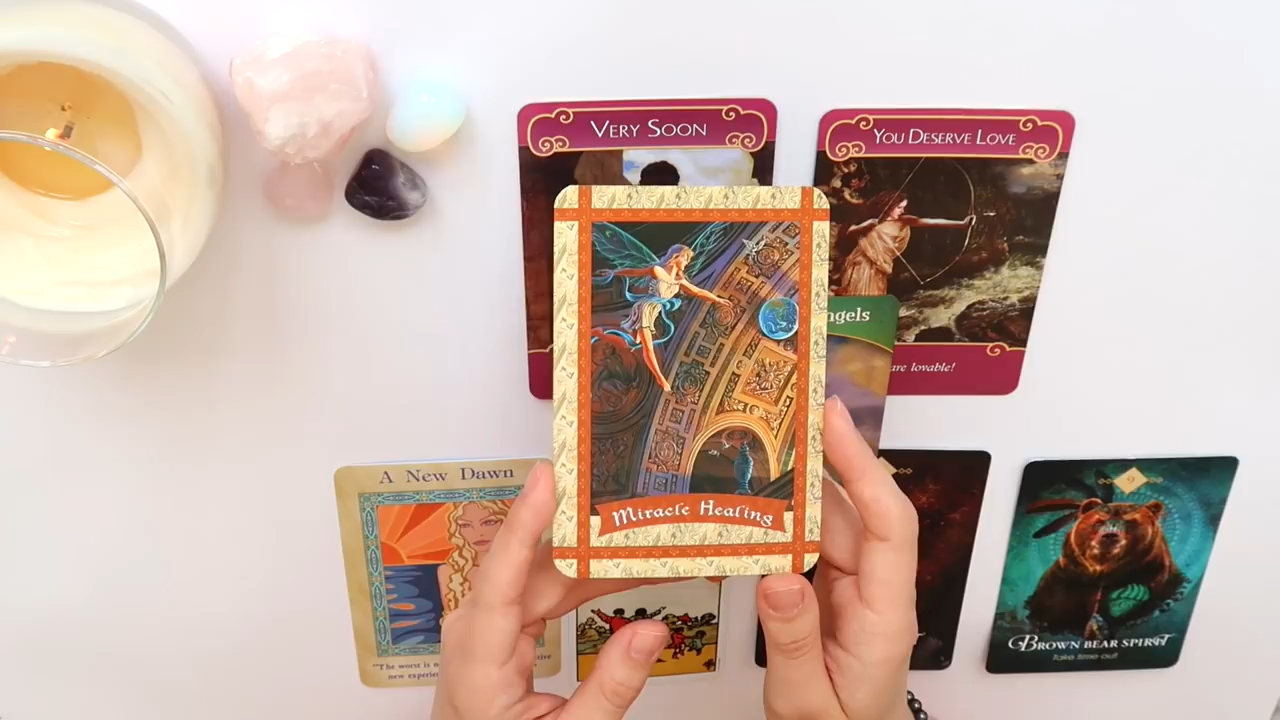 VERY SOON
YOU DESERVE LOVE
ngels
are lovable!
Miracle Healing
A New Dawn
"The worst is n
new experie
9
BROWN BEAR SPIRIT
Take time out